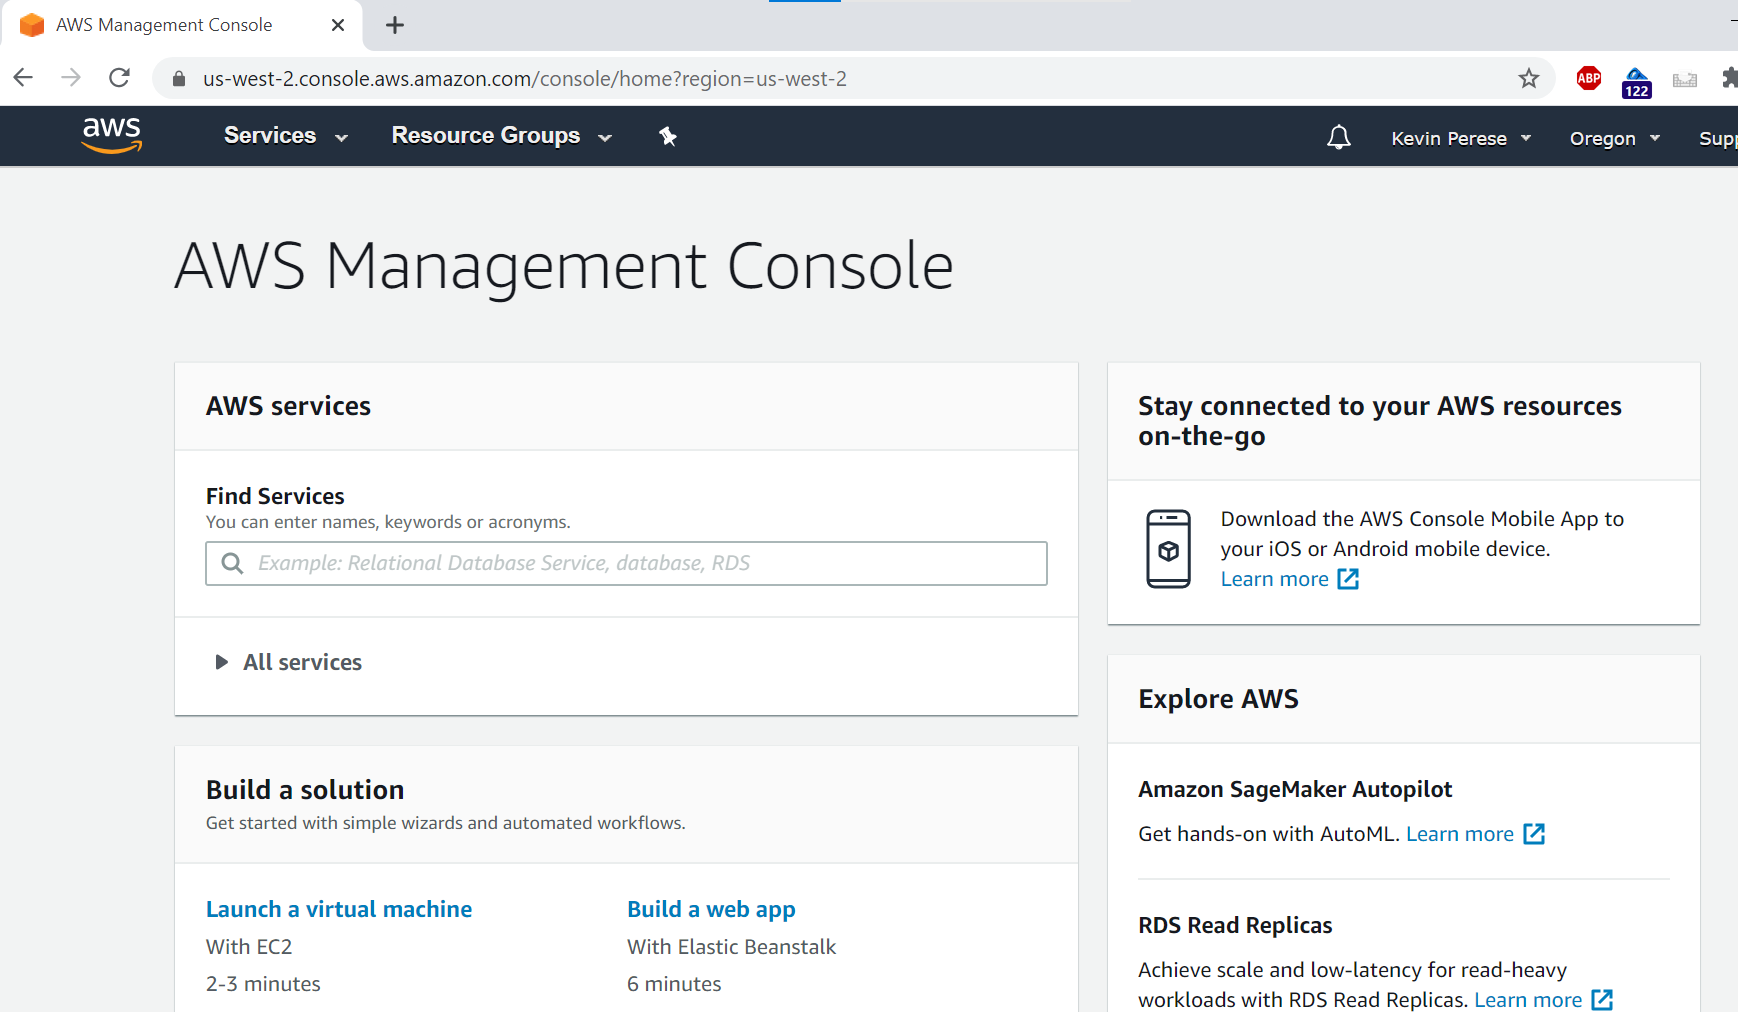 AWS Management Console
us-west-2.console.aws.amazon.com/console/home?region=us-west-2
ABP
122
aws
Services
Resource Groups
Kevin Perese
Oregon
Supp
AWS Management Console
AWS services
Find Services
You can enter names, keywords or acronyms.
Example: Relational Database Service, database, RDS
All services
Build a solution
Get started with simple wizards and automated workflows.
Launch a virtual machine
With EC2
2-3 minutes
Build a web app
With Elastic Beanstalk
6 minutes
Stay connected to your AWS resources
on-the-go
Download the AWS Console Mobile App to
your iOS or Android mobile device.
Learn more
Explore AWS
Amazon SageMaker Autopilot
Get hands-on with AutoML. Learn more
RDS Read Replicas
Achieve scale and low-latency for read-heavy
workloads with RDS Read Replicas. Learn more